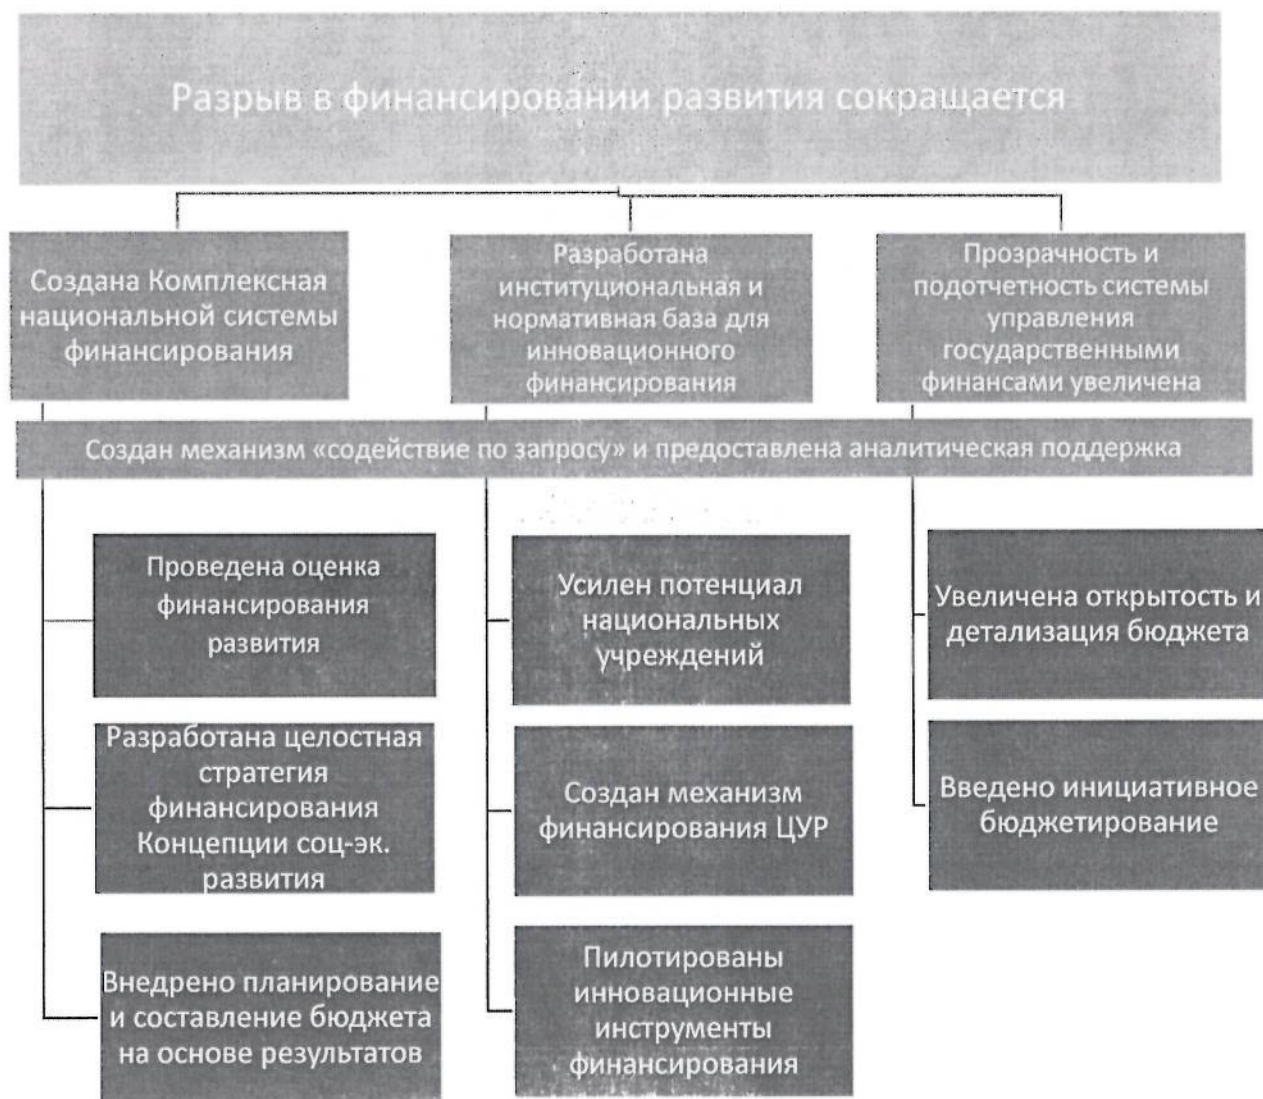 Разрыв в финансировании развития сокращается
Создана Комплексная
национальной системы
финансирования
Разработана
институциональная и
нормативная база для
инновационного
финансирования
Прозрачность и
подотчетность системы
управления
государственными
финансами увеличена
Создан механизм «содействие по запросу» и предоставлена аналитическая поддержка
Проведена оценка
финансирования
развития
Разработана целостная
стратегия
финансирования
Концепции соц-эк.
развития
Внедрено планирование
и составление бюджета
на основе результатов
Усилен потенциал
национальных
учреждений
Создан механизм
финансирования ЦУР
Пилотированы
инновационные
инструменты
финансирования
Увеличена открытость и
детализация бюджета
Введено инициативное
бюджетирование